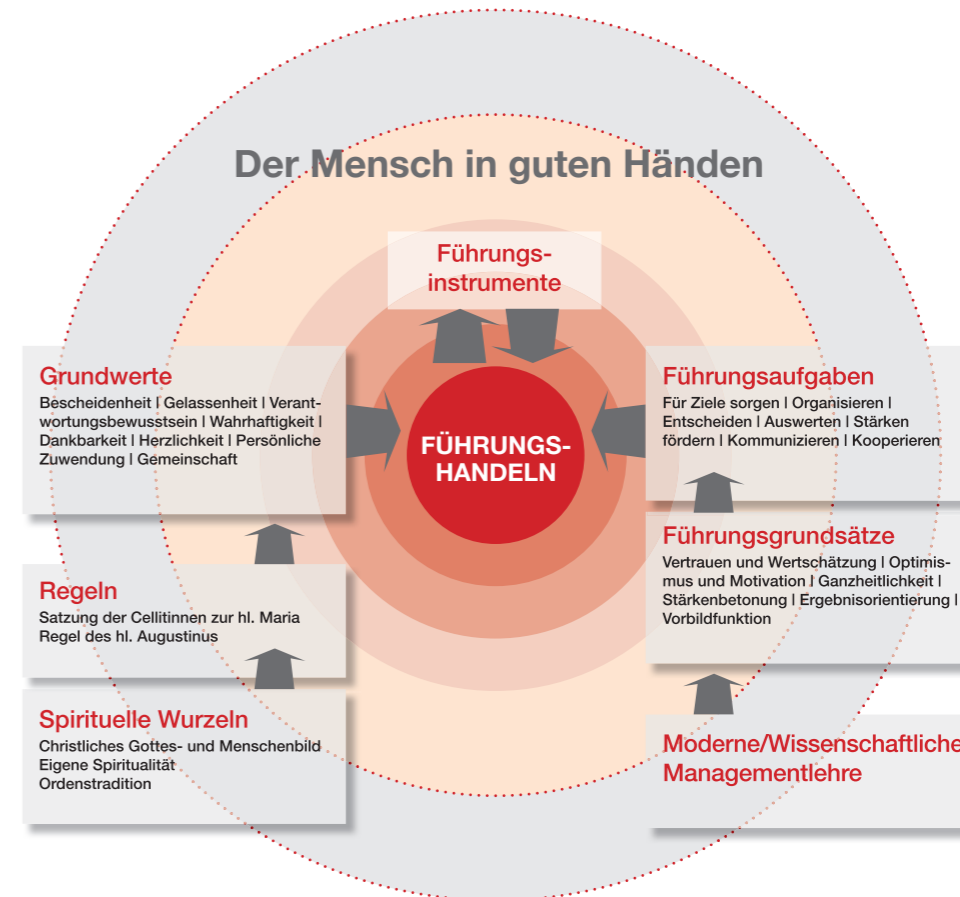 Der Mensch in guten Händen
Führungs-
instrumente
Grundwerte
Bescheidenheit | Gelassenheit | Verant-
wortungsbewusstsein | Wahrhaftigkeit |
Dankbarkeit | Herzlichkeit | Persönliche
Zuwendung | Gemeinschaft
Regeln
Satzung der Cellitinnen zur hl. Maria
Regel des hl. Augustinus
Spirituelle Wurzeln
Christliches Gottes- und Menschenbild
Eigene Spiritualität
Ordenstradition
FÜHRUNGS-
HANDELN
Führungsaufgaben
Für Ziele sorgen | Organisieren |
Entscheiden | Auswerten | Stärken
fördern | Kommunizieren | Kooperieren
Führungsgrundsätze
Vertrauen und Wertschätzung | Optimis-
mus und Motivation | Ganzheitlichkeit |
Stärkenbetonung | Ergebnisorientierung |
Vorbildfunktion
Moderne/Wissenschaftliche
Managementlehre